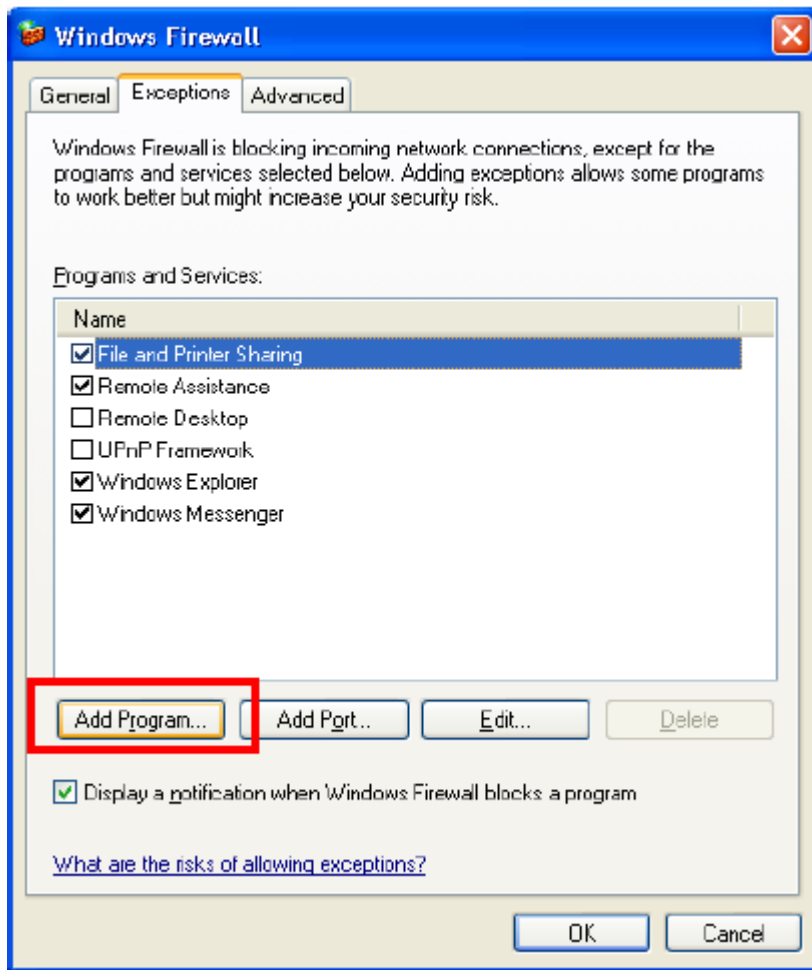 Windows Firewall
General Exceptions Advanced
Windows Firewall is blocking incoming network connections, except for the
programs and services selected below. Adding exceptions allows some programs
to work better but might increase your security risk.
Programs and Services:
Name
File and Printer Sharing
Remote Assistance
Remote Desktop
UPnP Framework
Windows Explorer
Windows Messenger
Add Program... Add Port... Edit... Delete
Display a notification when Windows Firewall blocks a program
What are the risks of allowing exceptions?
OK Cancel